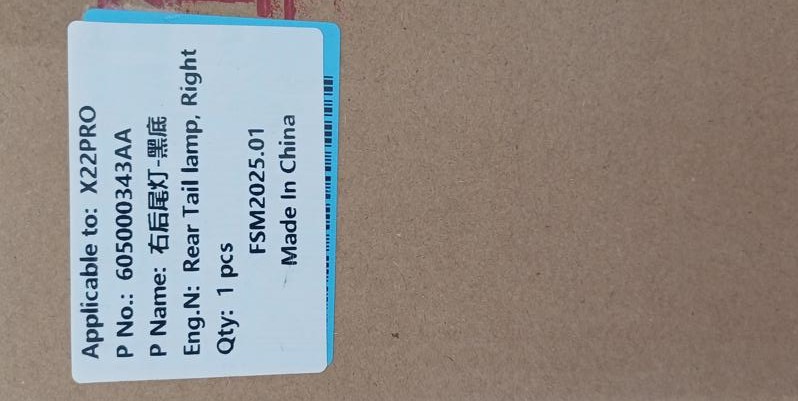 Applicable to: X22PRO
P No.: 605000343AA
P Name: 右后尾灯-黑底
Eng.N: Rear Tail lamp, Right
Qty: 1 pcs
FSM2025.01
Made In China